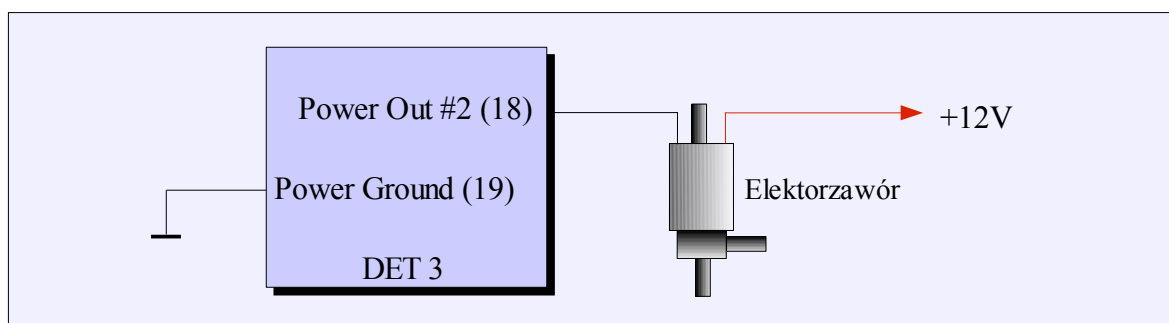 Power Out #2 (18)
+12V
Power Ground (19)
Elektorzawór
DET 3